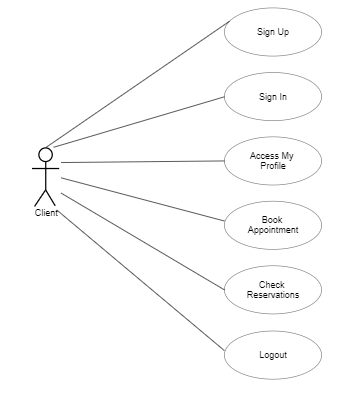 Sign Up
Sign In
Access My
Profile
Client
Book
Appointment
Check
Reservations
Logout